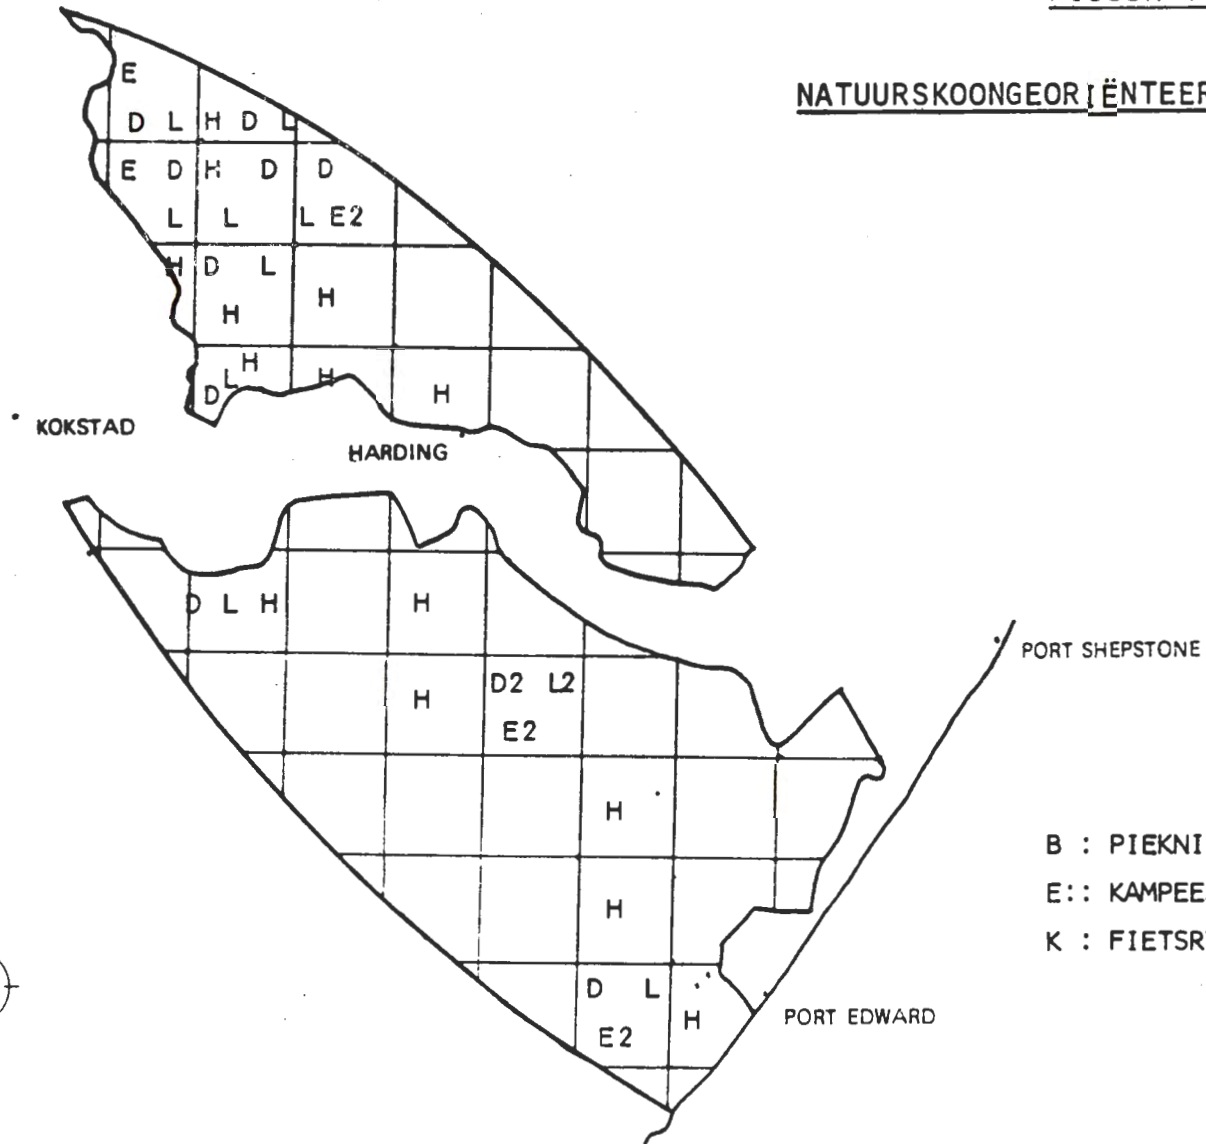 NATUURSKOONGEORIËNTEER
E
D L H D L
E D H D D
L L L E2
H D L
H H
H
D L H H
KOKSTAD
HARDING
D L H H
PORT SHEPSTONE
H D2 L2
E2
H
B : PIEKNI
E:: KAMPEE
H
K : FIETSR
D L
H
E2
PORT EDWARD